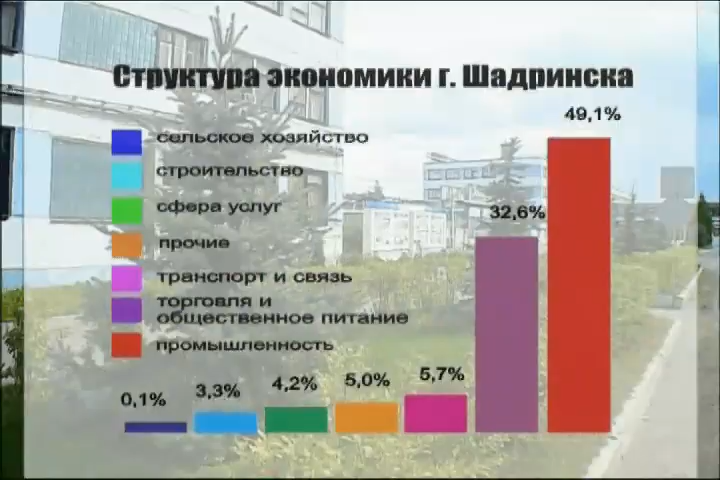 Структура экономики г. Шадринска
49,1%
сельское хозяйство
строительство
сфера услуг
32,6%
прочие
транспорт и связь
торговля и
общественное питание
промышленность
0,1%
3,3%
4,2%
5,0%
5,7%